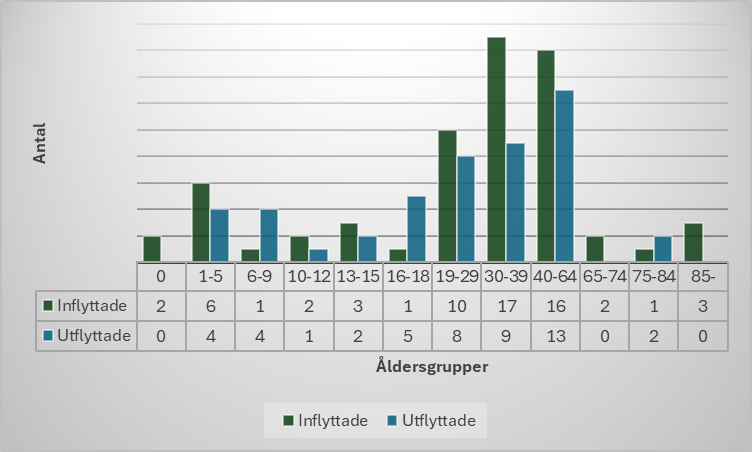 Antal
0 1-5 6-9 10-12 13-15 16-18 19-29 30-39 40-64 65-74 75-84 85-
Inflyttade 2 6 1 2 3 1 10 17 16 2 1 3
Utflyttade 0 4 4 1 2 5 8 9 13 0 2 0
Åldersgrupper
Inflyttade Utflyttade